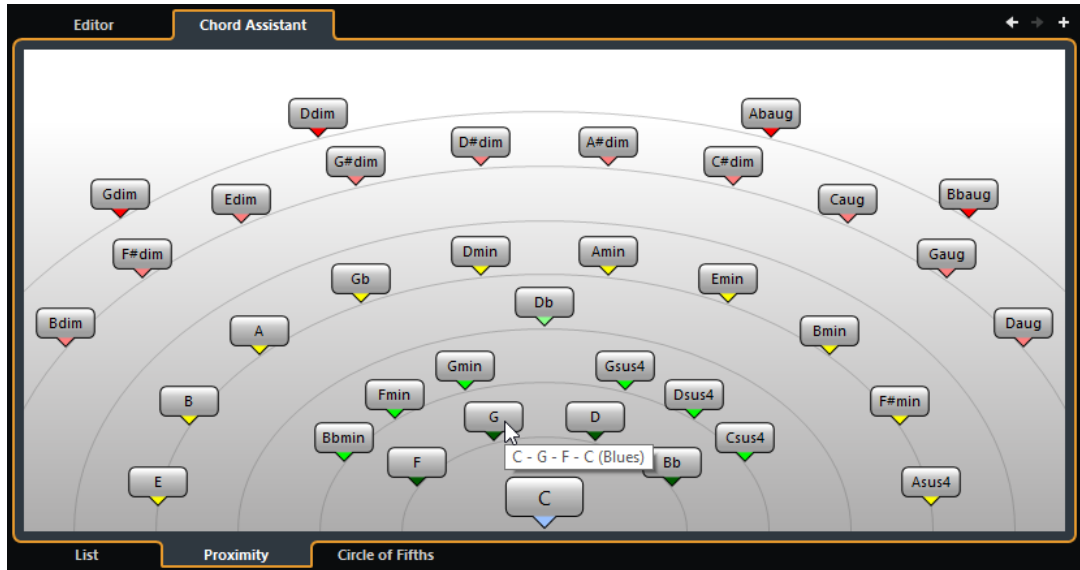 Editor
Chord Assistant
Ddim
Abaug
D#dim
A#dim
G#dim
C#dim
Gdim
Edim
Caug
Bbaug
F#dim
Dmin
Amin
Gaug
Gb
Emin
Db
Bdim
A
Bmin
Daug
Gmin
Gsus4
Fmin
Dsus4
B
F#min
G
D
Bbmin
Csus4
C - G - F - C (Blues)
F
Bb
E
Asus4
C
List
Proximity
Circle of Fifths